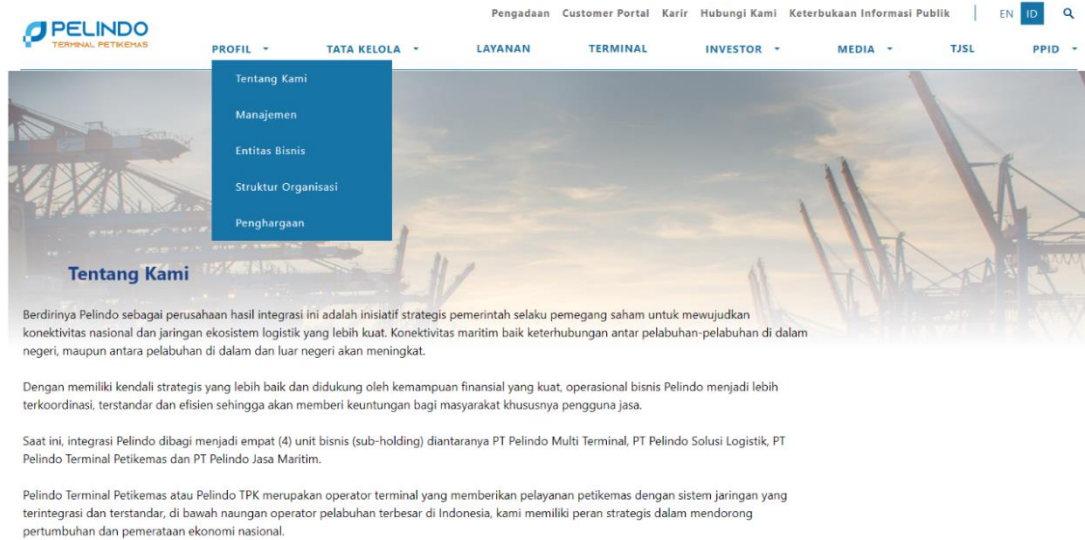 Pengadaan Customer Portal Karir Hubungi Kami Keterbukaan Informasi Publik EN ID
PELINDO
TERMINAL PETIKEMAS
PROFIL TATA KELOLA LAYANAN TERMINAL INVESTOR MEDIA TJSL PPID
Tentang Kami
Manajemen
Entitas Bisnis
Struktur Organisasi
Penghargaan
Tentang Kami
Berdirinya Pelindo sebagai perusahaan hasil integrasi ini adalah inisiatif strategis pemerintah selaku pemegang saham untuk mewujudkan
konektivitas nasional dan jaringan ekosistem logistik yang lebih kuat. Konektivitas maritim baik keterhubungan antar pelabuhan-pelabuhan di dalam
negeri, maupun antara pelabuhan di dalam dan luar negeri akan meningkat.
Dengan memiliki kendali strategis yang lebih baik dan didukung oleh kemampuan finansial yang kuat, operasional bisnis Pelindo menjadi lebih
terkoordinasi, terstandar dan efisien sehingga akan memberi keuntungan bagi masyarakat khususnya pengguna jasa.
Saat ini, integrasi Pelindo dibagi menjadi empat (4) unit bisnis (sub-holding) diantaranya PT Pelindo Multi Terminal, PT Pelindo Solusi Logistik, PT
Pelindo Terminal Petikemas dan PT Pelindo Jasa Maritim.
Pelindo Terminal Petikemas atau Pelindo TPK merupakan operator terminal yang memberikan pelayanan petikemas dengan sistem jaringan yang
terintegrasi dan terstandar, di bawah naungan operator pelabuhan terbesar di Indonesia, kami memiliki peran strategis dalam mendorong
pertumbuhan dan pemerataan ekonomi nasional.